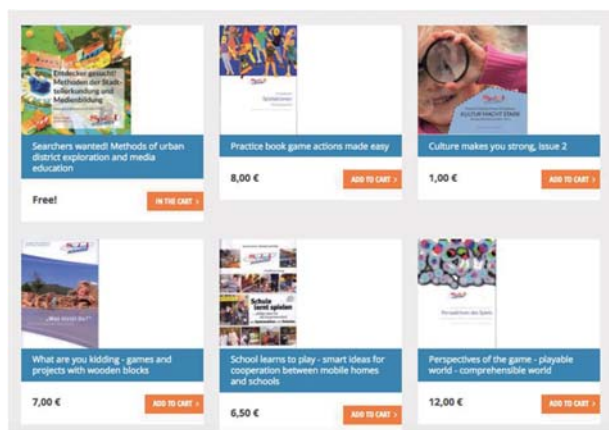 Entdecker gesucht!
Methoden der Stadt-
teilerkundung und
Medienbildung
KULTUR MACHT STARK
Searchers wanted! Methods of urban
district exploration and media
education
Practice book game actions made easy
Culture makes you strong, issue 2
Free!
IN THE CART >
8,00 €
ADD TO CART >
1,00 €
ADD TO CART >
Schule
lernt spielen
Perspektiven des Spiels
What are you kidding - games and
projects with wooden blocks
School learns to play - smart ideas for
cooperation between mobile homes
and schools
Perspectives of the game - playable
world - comprehensible world
7,00 €
ADD TO CART >
6,50 €
ADD TO CART >
12,00 €
ADD TO CART >